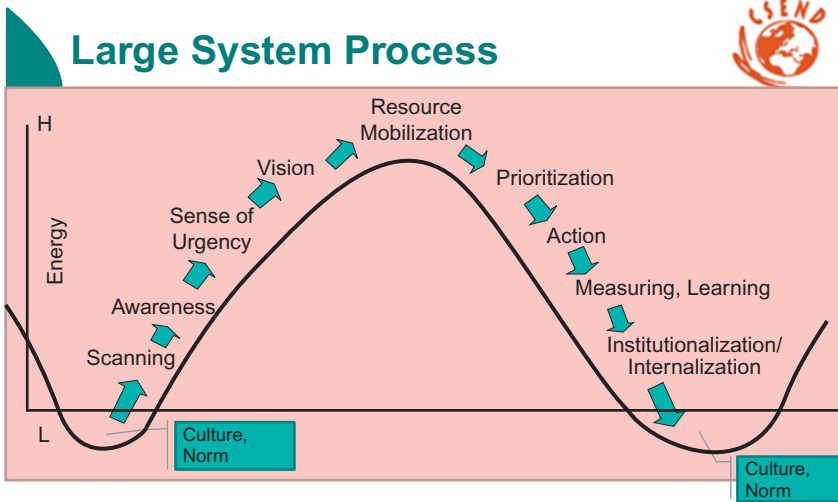 Large System Process
CSEND
H
Resource
Mobilization
Vision
Prioritization
Sense of
Urgency
Action
Energy
Measuring, Learning
Awareness
Institutionalization/
Internalization
Scanning
L
Culture,
Norm
Culture,
Norm